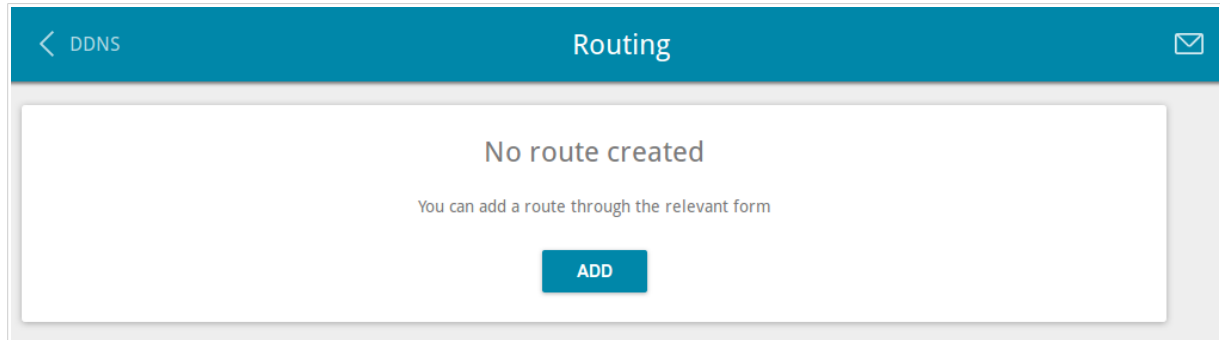 DDNS
Routing
No route created
You can add a route through the relevant form
ADD